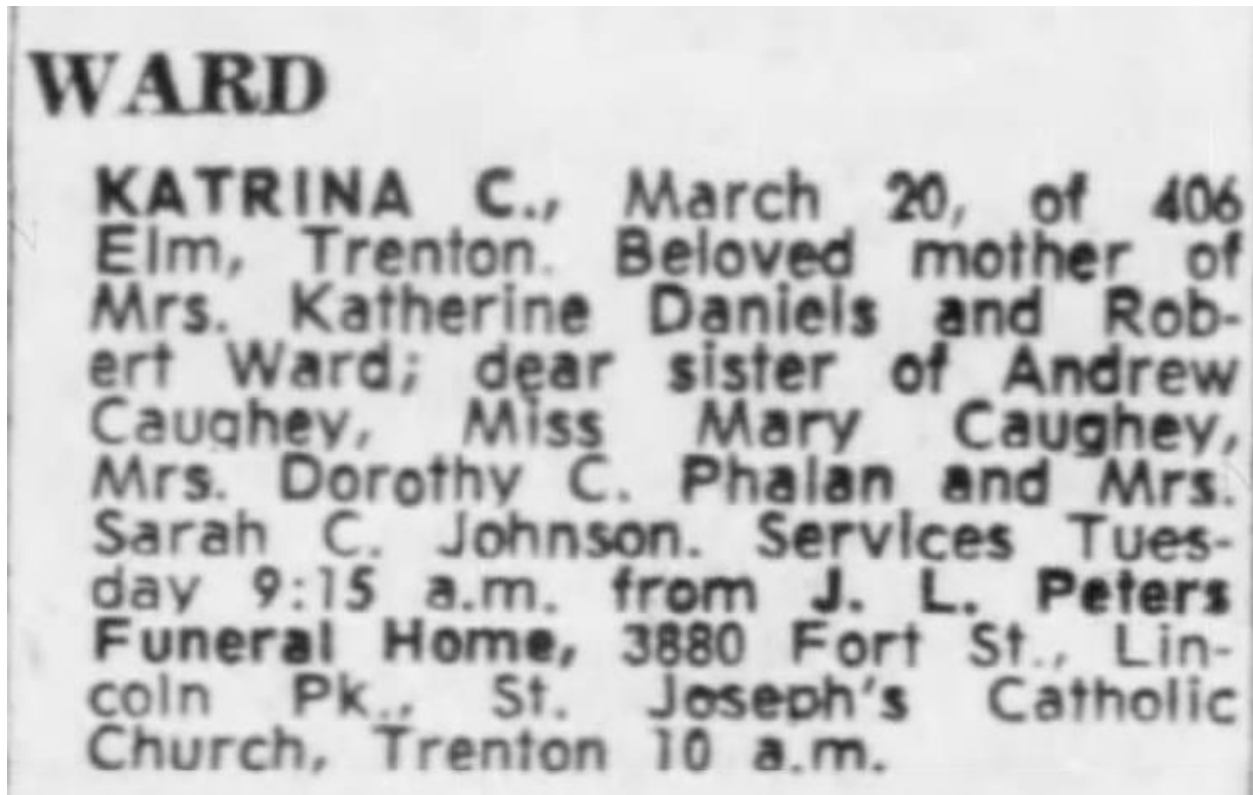 WARD
KATRINA C., March 20, of 406
Elm, Trenton. Beloved mother of
Mrs. Katherine Daniels and Rob-
ert Ward; dear sister of Andrew
Caughey, Miss Mary Caughey,
Mrs. Dorothy C. Phalan and Mrs.
Sarah C. Johnson. Services Tues-
day 9:15 a.m. from J. L. Peters
Funeral Home, 3880 Fort St., Lin-
coln Pk., St. Joseph's Catholic
Church, Trenton 10 a.m.